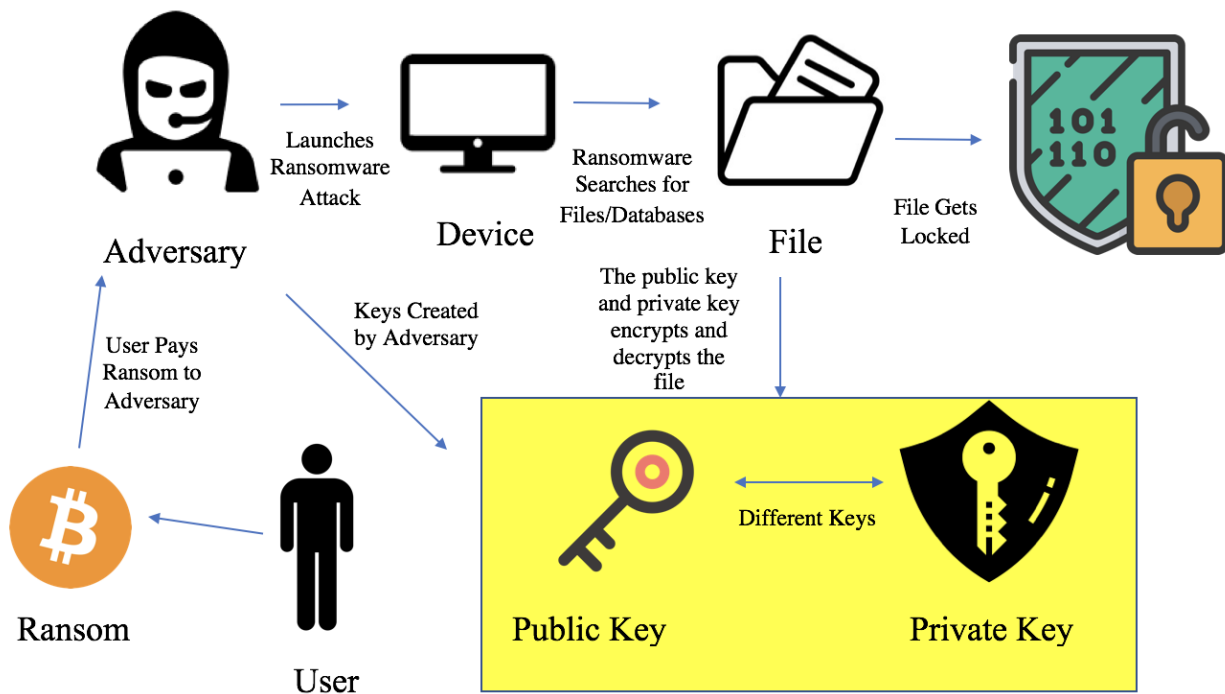 Launches
Ransomware
Attack
Ransomware
Searches for
Files/Databases
101
110
File Gets
Locked
Adversary
Device
File
The public key
and private key
encrypts and
decrypts the
file
Keys Created
by Adversary
User Pays
Ransom to
Adversary
Different Keys
Ransom
User
Public Key
Private Key